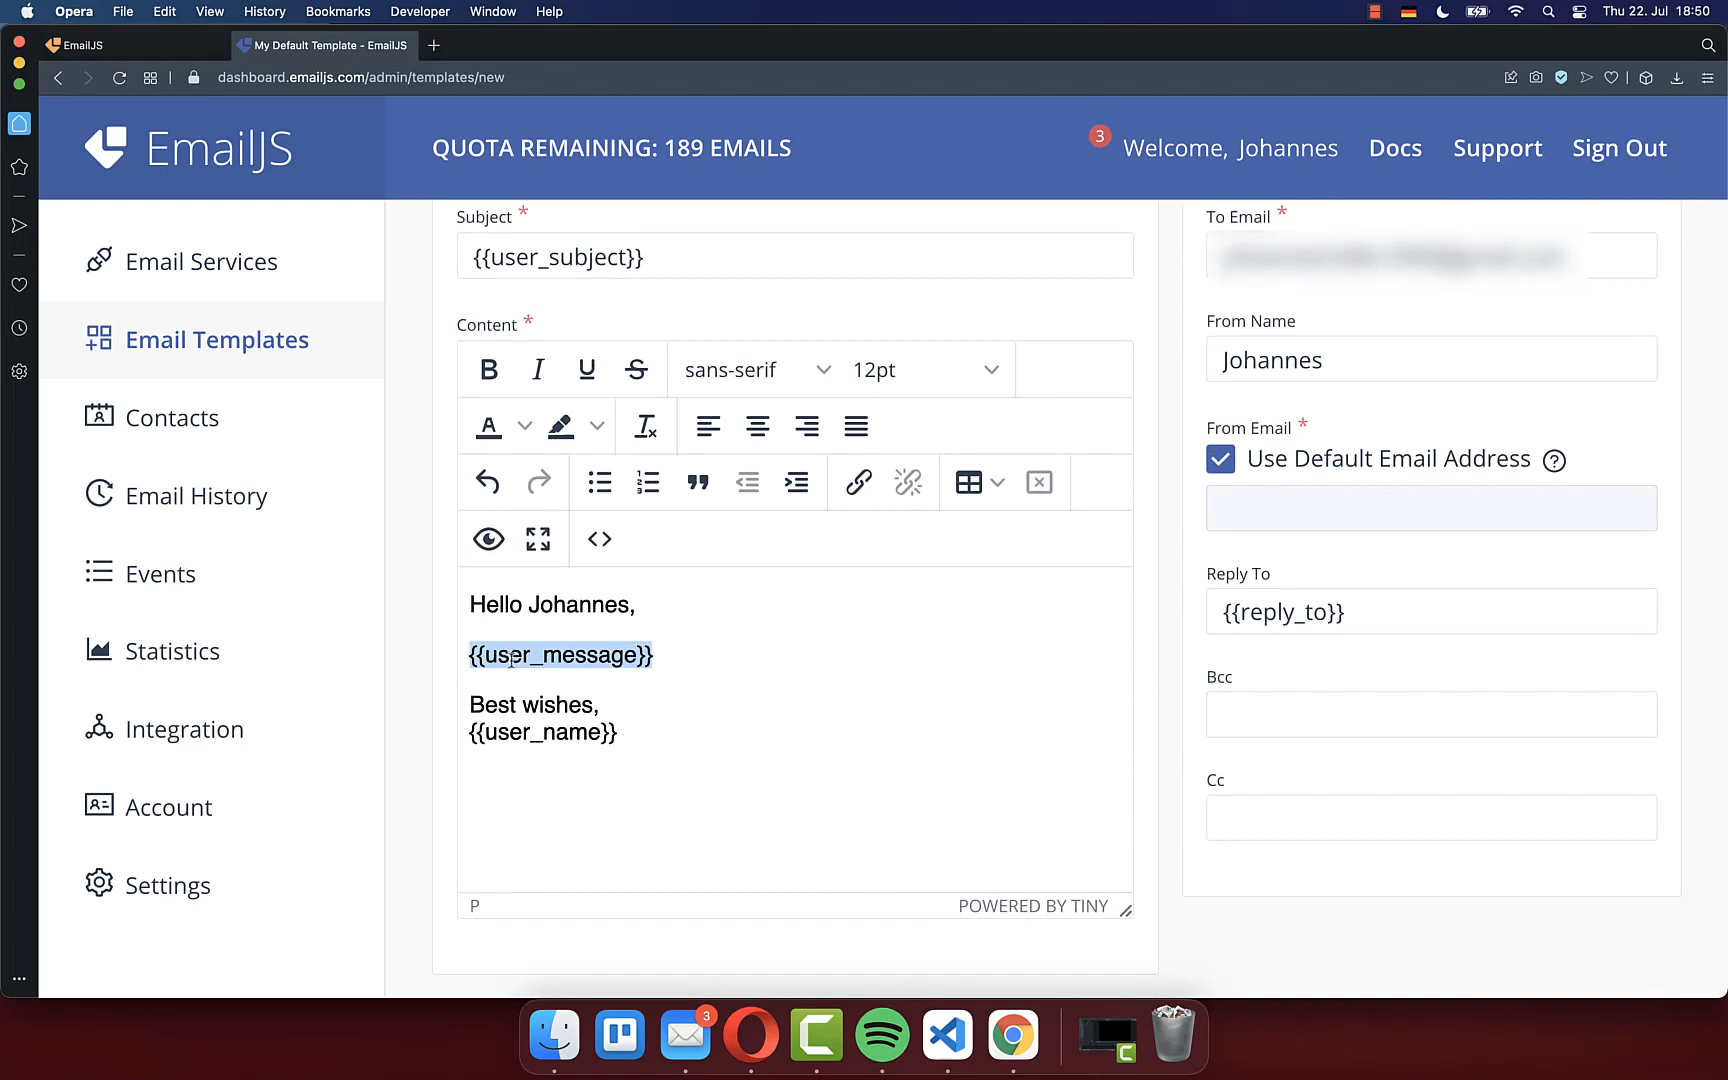 Opera File Edit View History Bookmarks Developer Window Help Thu 22. Jul 18:50
EmailJS My Default Template - EmailJS
dashboard.emailjs.com/admin/templates/new
EmailJS QUOTA REMAINING: 189 EMAILS 3 Welcome, Johannes Docs Support Sign Out
Email Services
Email Templates
Contacts
Email History
Events
Statistics
Integration
Account
Settings
Subject *
{{user_subject}}
Content *
B I U S sans-serif 12pt
A
Hello Johannes,
{{user_message}}
Best wishes,
{{user_name}}
P POWERED BY TINY
To Email *
From Name
Johannes
From Email *
Use Default Email Address
Reply To
{{reply_to}}
Bcc
Cc
3